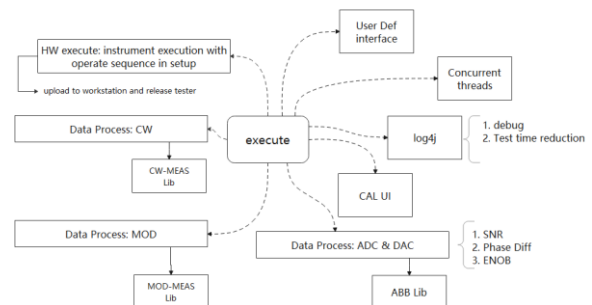 User Def
interface
HW execute: instrument execution with
operate sequence in setup
upload to workstation and release tester
Concurrent
threads
Data Process: CW
execute
log4j
1. debug
2. Test time reduction
CW-MEAS
Lib
CAL UI
Data Process: MOD
Data Process: ADC & DAC
1. SNR
2. Phase Diff
3. ENOB
MOD-MEAS
Lib
ABB Lib